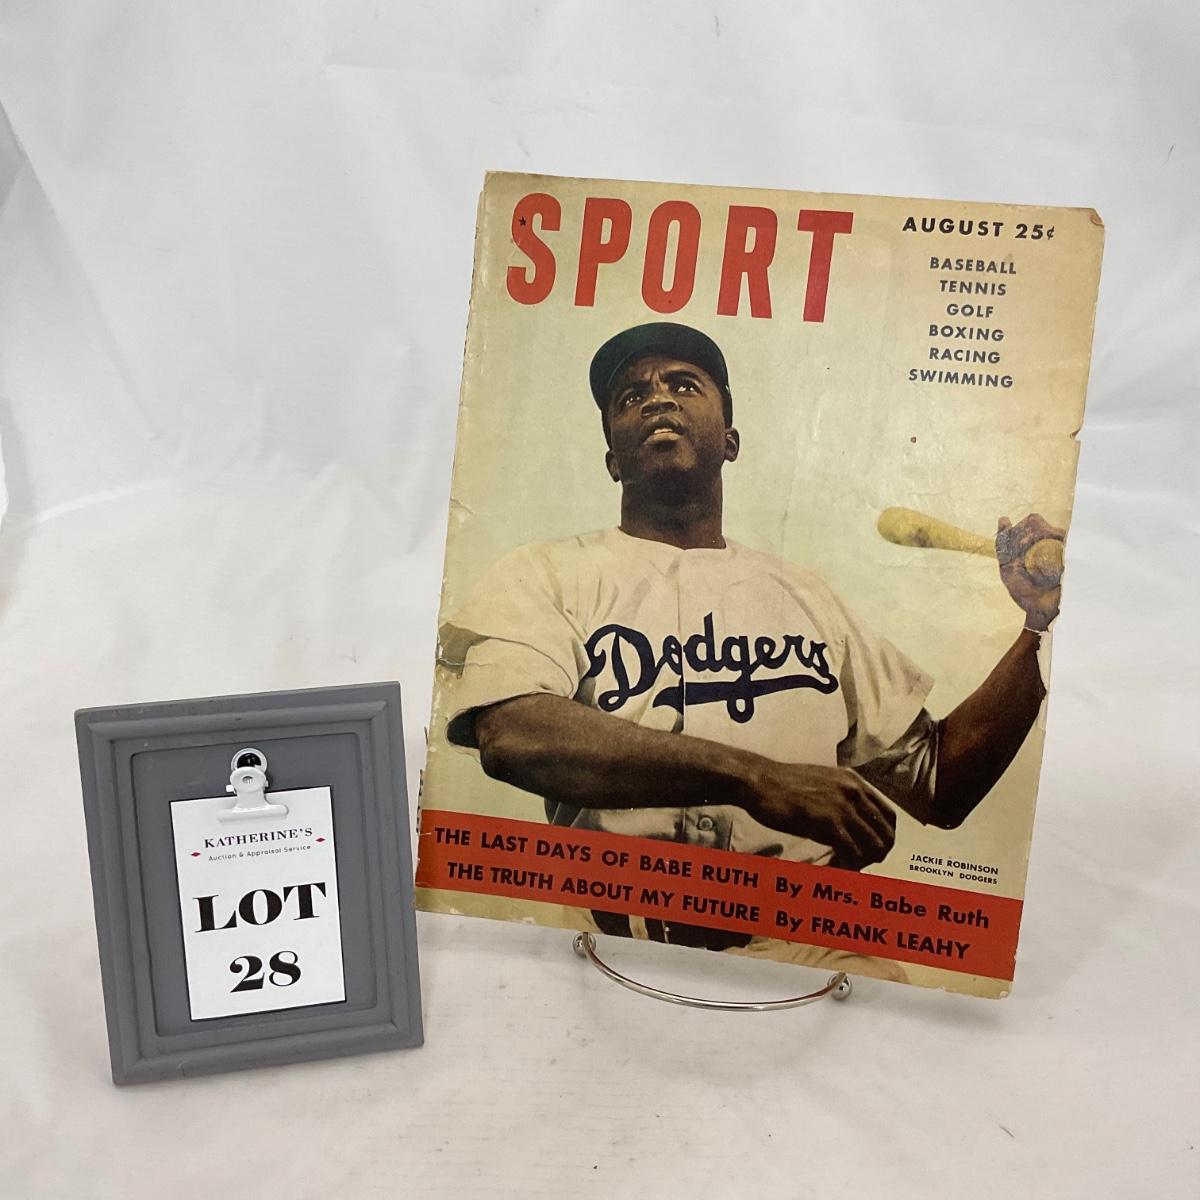 SPORT
AUGUST 25¢
BASEBALL
TENNIS
GOLF
BOXING
RACING
SWIMMING
Dodgers
JACKIE ROBINSON
BROOKLYN DODGERS
THE LAST DAYS OF BABE RUTH By Mrs. Babe Ruth
THE TRUTH ABOUT MY FUTURE By FRANK LEAHY
KATHERINE'S
Auction & Appraisal Service
LOT
28